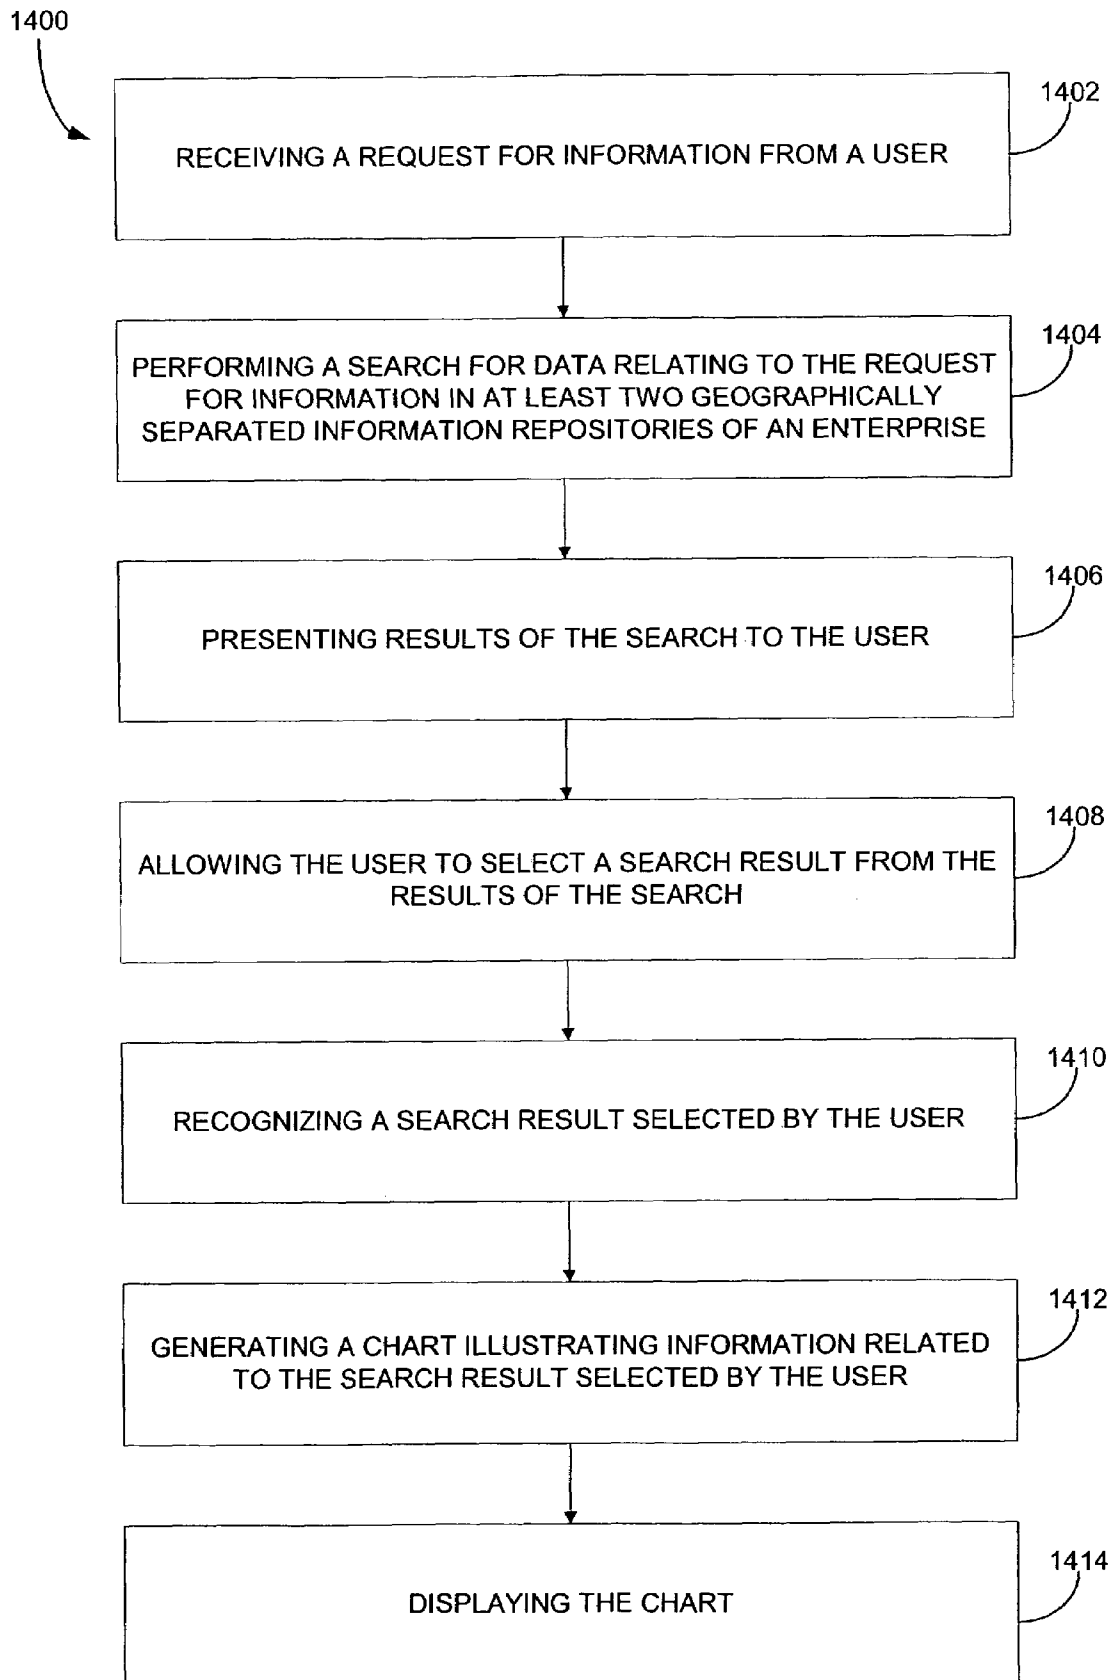 1400
1402
RECEIVING A REQUEST FOR INFORMATION FROM A USER
1404
PERFORMING A SEARCH FOR DATA RELATING TO THE REQUEST
FOR INFORMATION IN AT LEAST TWO GEOGRAPHICALLY
SEPARATED INFORMATION REPOSITORIES OF AN ENTERPRISE
1406
PRESENTING RESULTS OF THE SEARCH TO THE USER
1408
ALLOWING THE USER TO SELECT A SEARCH RESULT FROM THE
RESULTS OF THE SEARCH
1410
RECOGNIZING A SEARCH RESULT SELECTED BY THE USER
1412
GENERATING A CHART ILLUSTRATING INFORMATION RELATED
TO THE SEARCH RESULT SELECTED BY THE USER
1414
DISPLAYING THE CHART